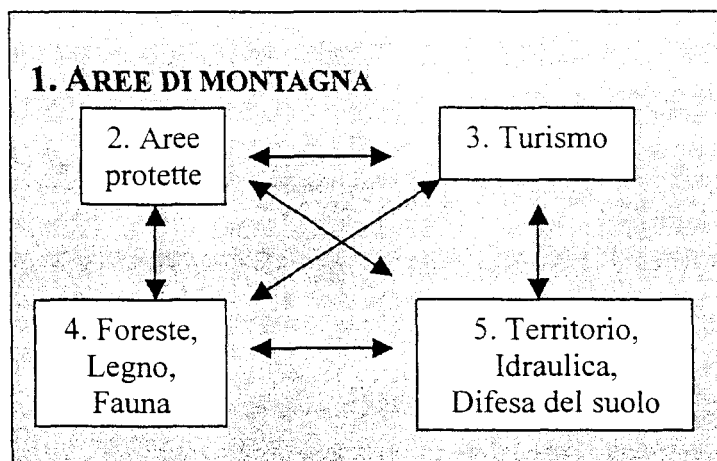 1. AREE DI MONTAGNA
2. Aree
protette
3. Turismo
4. Foreste,
Legno,
Fauna
5. Territorio,
Idraulica,
Difesa del suolo